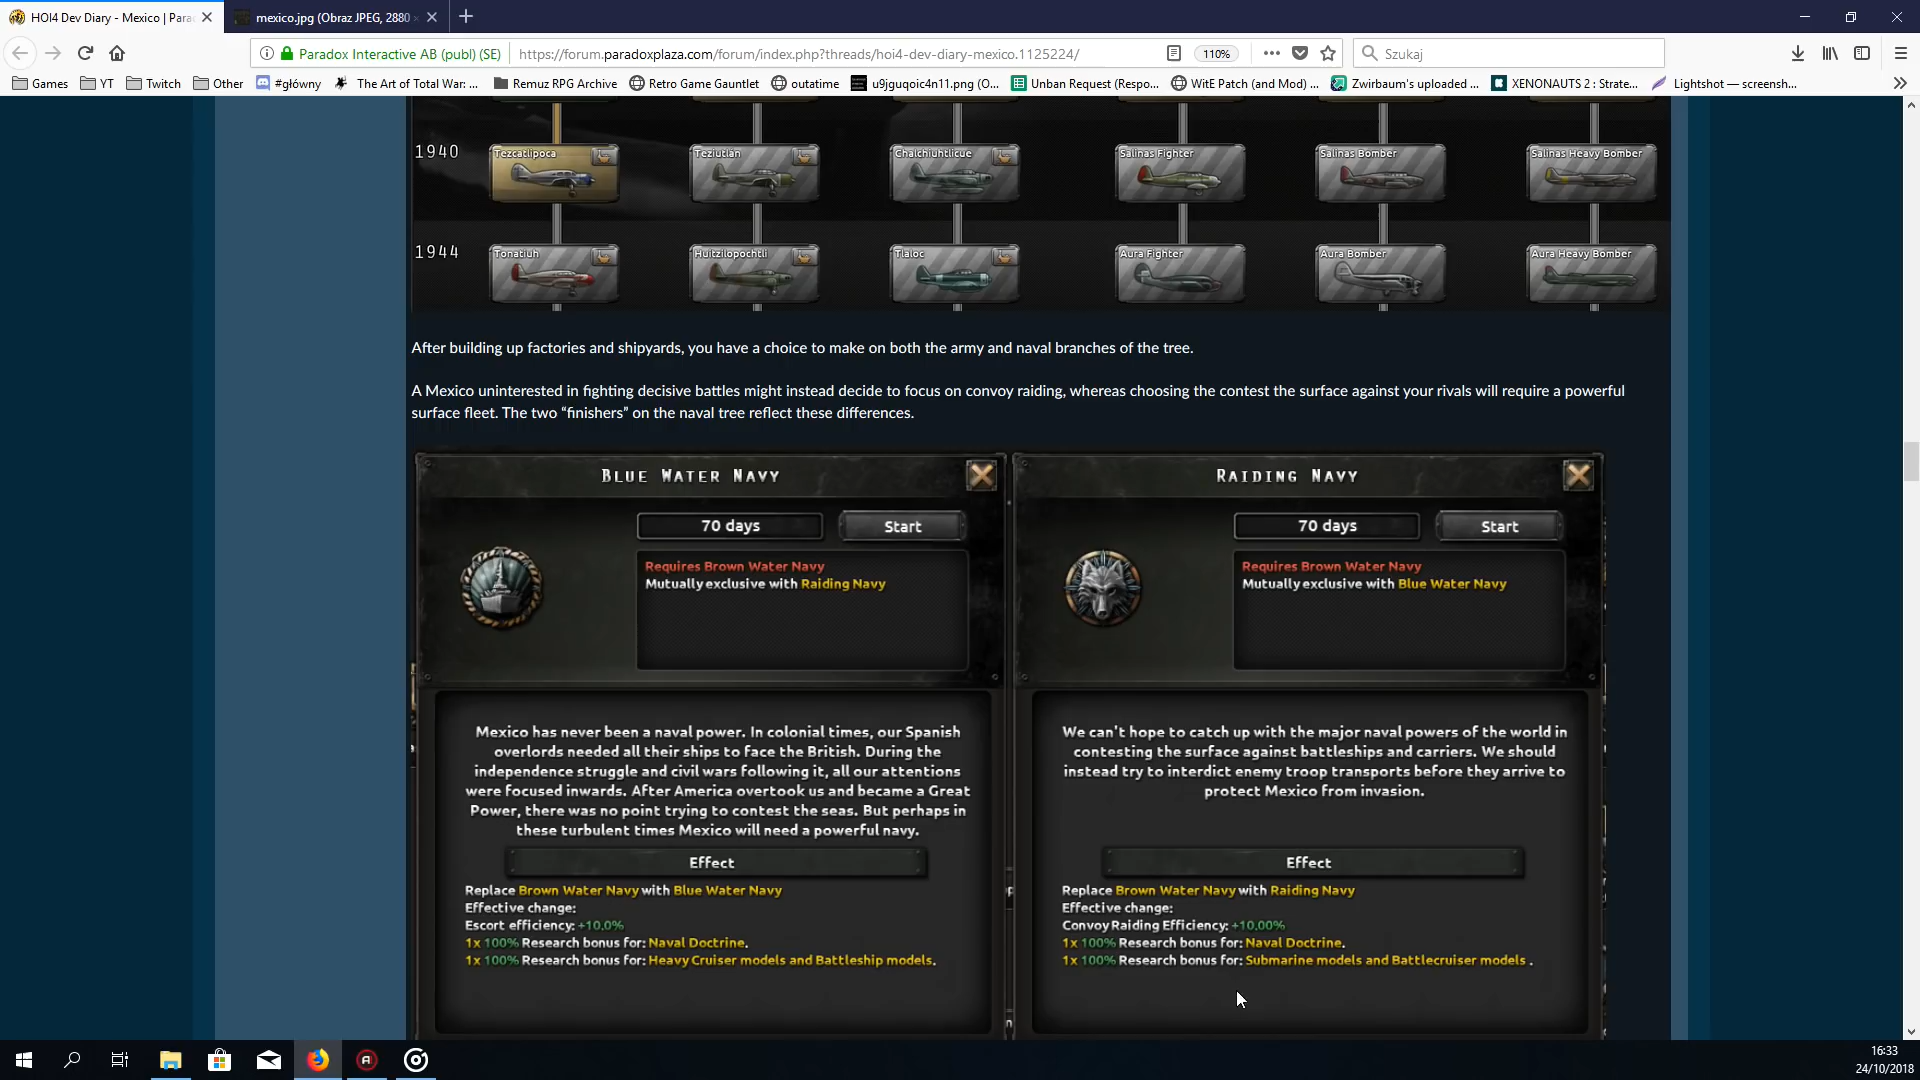 HOI4 Dev Diary - Mexico | Para
mexico.jpg (Obraz JPEG, 2880
Paradox Interactive AB (publ) (SE)
https://forum.paradoxplaza.com/forum/index.php?threads/hoi4-dev-diary-mexico.1125224/
110%
Szukaj
Games
YT
Twitch
Other
#główny
The Art of Total War: ...
Remuz RPG Archive
Retro Game Gauntlet
outatime
u9jguqoic4n11.png (O...
Unban Request (Respo...
WitE Patch (and Mod) ...
Zwirbaum's uploaded ...
XENONAUTS 2 : Strate...
Lightshot — screensh...
1940
Tezcatlipoca
Teziutlan
Chalchiuhtlicue
Salinas Fighter
Salinas Bomber
Salinas Heavy Bomber
1944
Tonatiuh
Huitzilopochtli
Tlaloc
Aura Fighter
Aura Bomber
Aura Heavy Bomber
After building up factories and shipyards, you have a choice to make on both the army and naval branches of the tree.
A Mexico uninterested in fighting decisive battles might instead decide to focus on convoy raiding, whereas choosing the contest the surface against your rivals will require a powerful
surface fleet. The two “finishers” on the naval tree reflect these differences.
Blue Water Navy
70 days
Start
Requires Brown Water Navy
Mutually exclusive with Raiding Navy
Mexico has never been a naval power. In colonial times, our Spanish
overlords needed all their ships to face the British. During the
independence struggle and civil wars following it, all our attentions
were focused inwards. After America overtook us and became a Great
Power, there was no point trying to contest the seas. But perhaps in
these turbulent times Mexico will need a powerful navy.
Effect
Replace Brown Water Navy with Blue Water Navy
Effective change:
Escort efficiency: +10,0%
1x 100% Research bonus for: Naval Doctrine.
1x 100% Research bonus for: Heavy Cruiser models and Battleship models.
Raiding Navy
70 days
Start
Requires Brown Water Navy
Mutually exclusive with Blue Water Navy
We can't hope to catch up with the major naval powers of the world in
contesting the surface against battleships and carriers. We should
instead try to interdict enemy troop transports before they arrive to
protect Mexico from invasion.
Effect
Replace Brown Water Navy with Raiding Navy
Effective change:
Convoy Raiding Efficiency: +10,00%
1x 100% Research bonus for: Naval Doctrine.
1x 100% Research bonus for: Submarine models and Battlecruiser models .
16:33
24/10/2018